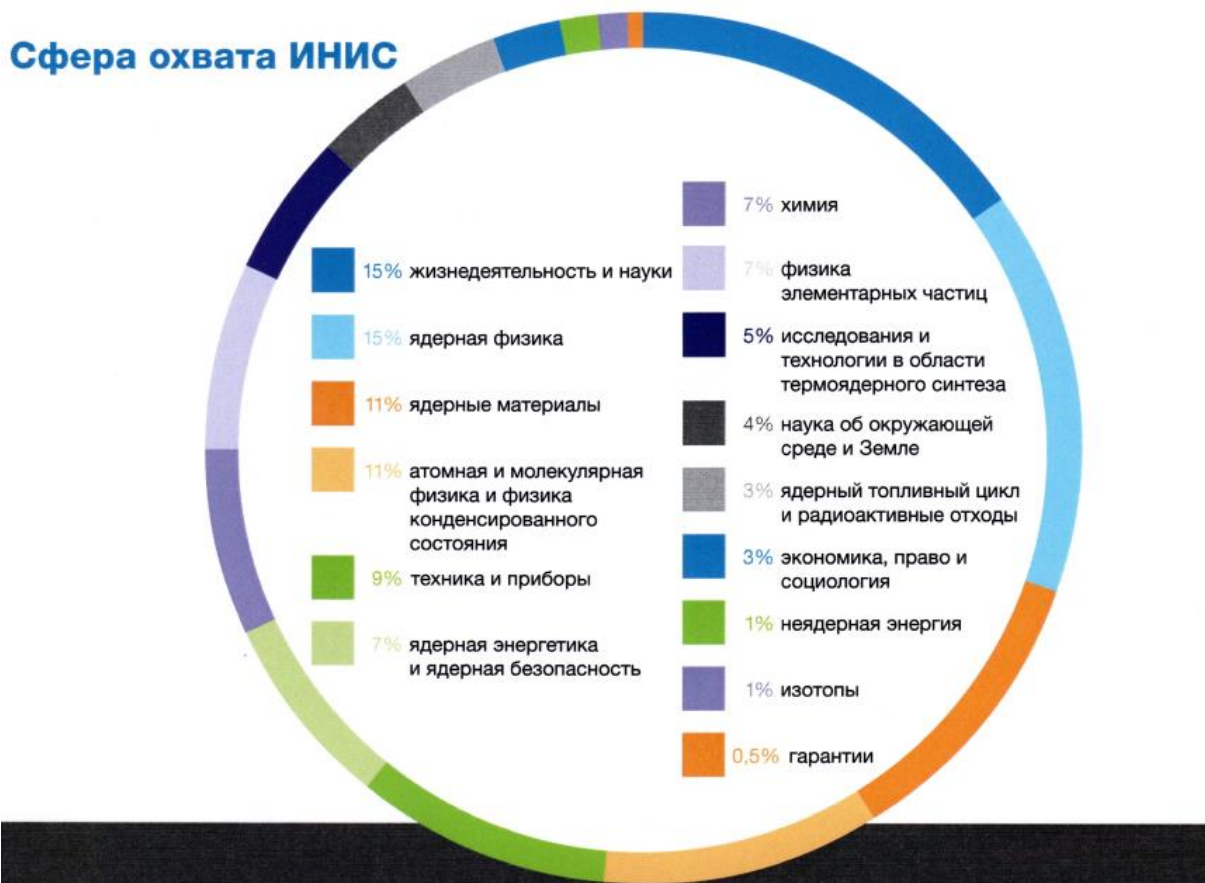 Сфера охвата ИНИС
15% жизнедеятельность и науки
15% ядерная физика
11% ядерные материалы
11% атомная и молекулярная
физика и физика
конденсированного
состояния
9% техника и приборы
7% ядерная энергетика
и ядерная безопасность
7% химия
7% физика
элементарных частиц
5% исследования и
технологии в области
термоядерного синтеза
4% наука об окружающей
среде и Земле
3% ядерный топливный цикл
и радиоактивные отходы
3% экономика, право и
социология
1% неядерная энергия
1% изотопы
0,5% гарантии